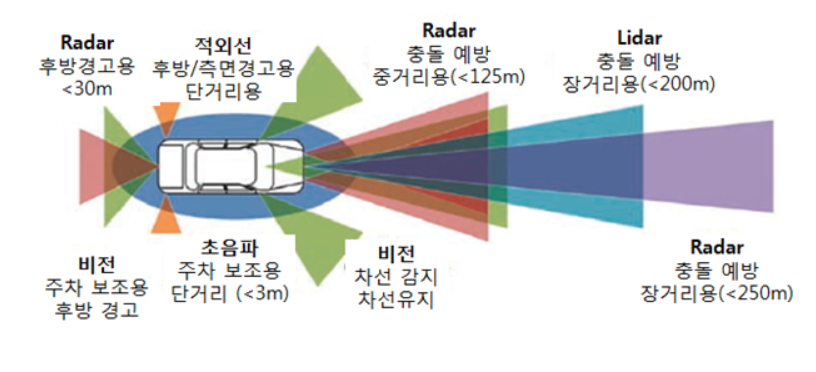 Radar
후방경고용
<30m
적외선
후방/측면경고용
단거리용
Radar
충돌 예방
중거리용(<125m)
Lidar
충돌 예방
장거리용(<200m)
비전
주차 보조용
후방 경고
초음파
주차 보조용
단거리 (<3m)
비전
차선 감지
차선유지
Radar
충돌 예방
장거리용(<250m)